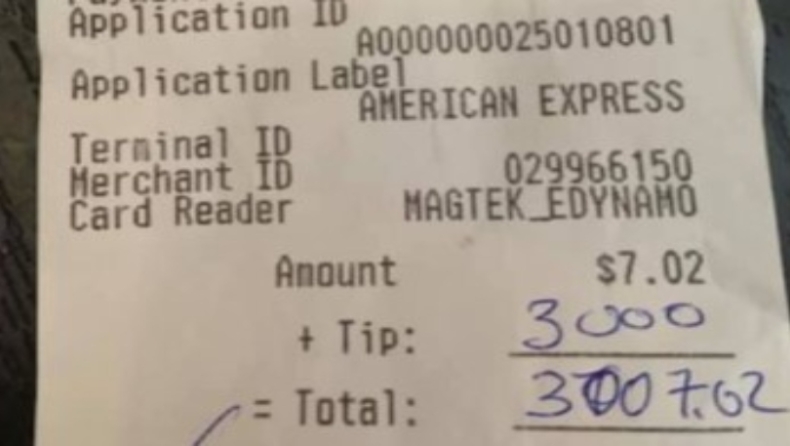 Application ID
A000000025010801
Application Label
AMERICAN EXPRESS
Terminal ID
Merchant ID 029966150
Card Reader MAGTEK_EDYNAMO
Amount $7.02
+ Tip: 3000
= Total: 3007.02